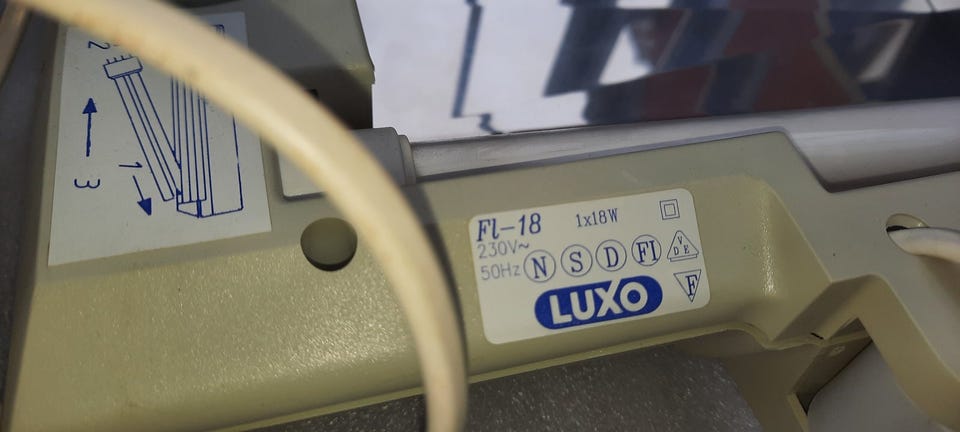 2
1
3
Fl-18 1x18W
230V~
50Hz N S D FI VDE
LUXO F